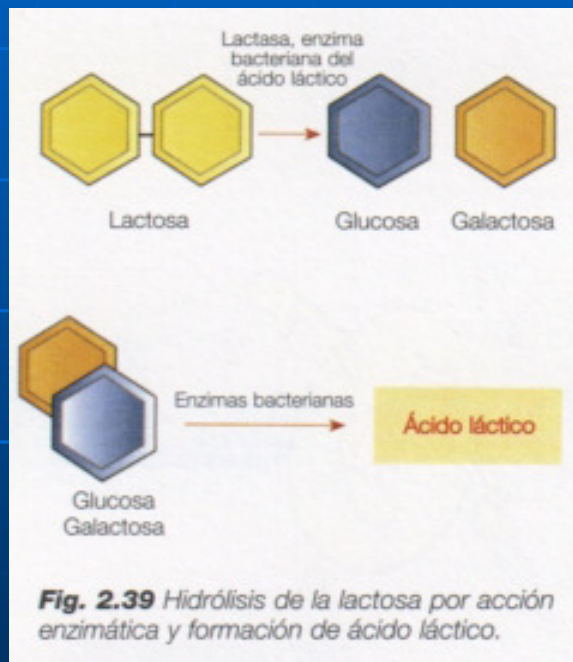 Lactasa, enzima
bacteriana del
ácido láctico
Lactosa
Glucosa
Galactosa
Enzimas bacterianas
Ácido láctico
Glucosa
Galactosa
Fig. 2.39 Hidrólisis de la lactosa por acción
enzimática y formación de ácido láctico.